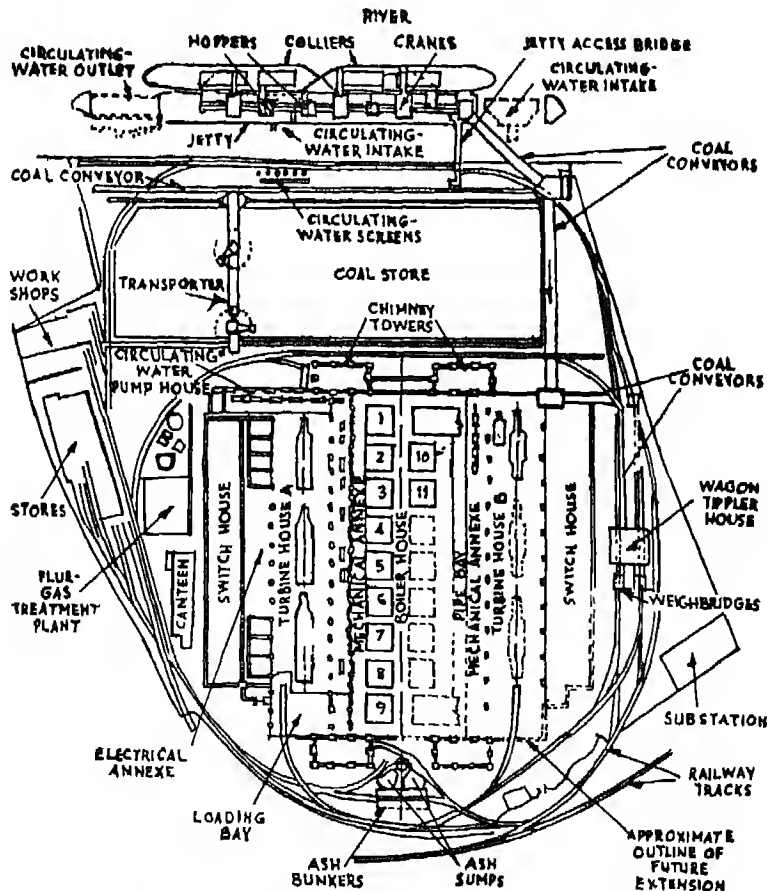 RIVER
CIRCULATING-
WATER OUTLET
HOPPERS
COLLIERS
CRANES
JETTY ACCESS BRIDGE
CIRCULATING-
WATER INTAKE
JETTY
CIRCULATING-
WATER INTAKE
COAL
CONVEYORS
COAL CONVEYOR
CIRCULATING-
WATER SCREENS
COAL STORE
TRANSPORTER
WORK
SHOPS
CHIMNEY
TOWERS
CIRCULATING
WATER
PUMP HOUSE
COAL
CONVEYORS
1
2
3
4
5
6
7
8
9
10
11
SWITCH HOUSE
TURBINE HOUSE A
MECHANICAL ANNEXE
BOILER HOUSE
PIPE BAY
MECHANICAL ANNEXE
TURBINE HOUSE B
SWITCH HOUSE
WAGON
TIPPLER
HOUSE
STORES
FLUE-
GAS
TREATMENT
PLANT
CANTEEN
WEIGHBRIDGES
SUBSTATION
ELECTRICAL
ANNEXE
LOADING
BAY
ASH
BUNKERS
ASH
SUMPS
RAILWAY
TRACKS
APPROXIMATE
OUTLINE OF
FUTURE
EXTENSION